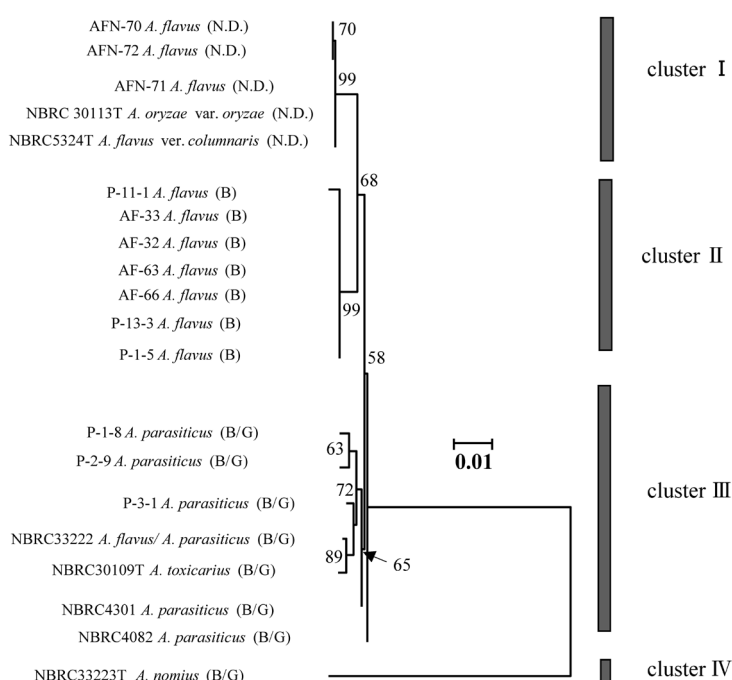 AFN-70 A. flavus (N.D.)
70
AFN-72 A. flavus (N.D.)
cluster Ⅰ
99
AFN-71 A. flavus (N.D.)
NBRC 30113T A. oryzae var. oryzae (N.D.)
NBRC5324T A. flavus ver. columnaris (N.D.)
68
P-11-1 A. flavus (B)
AF-33 A. flavus (B)
AF-32 A. flavus (B)
cluster Ⅱ
AF-63 A. flavus (B)
AF-66 A. flavus (B)
99
P-13-3 A. flavus (B)
P-1-5 A. flavus (B)
58
P-1-8 A. parasiticus (B/G)
63
P-2-9 A. parasiticus (B/G)
0.01
72
cluster Ⅲ
P-3-1 A. parasiticus (B/G)
NBRC33222 A. flavus/ A. parasiticus (B/G)
89
65
NBRC30109T A. toxicarius (B/G)
NBRC4301 A. parasiticus (B/G)
NBRC4082 A. parasiticus (B/G)
cluster Ⅳ
NBRC33223T A. nomius (B/G)